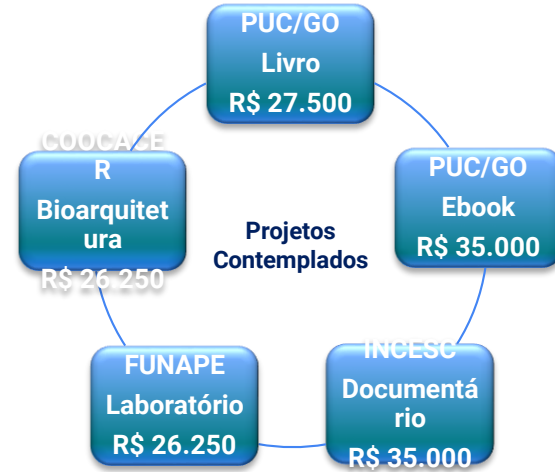 PUC/GO
Livro
R$ 27.500
PUC/GO
Ebook
R$ 35.000
INCESC
Documentá
rio
R$ 35.000
FUNAPE
Laboratório
R$ 26.250
COOCACE
R
Bioarquitet
ura
R$ 26.250
Projetos
Contemplados